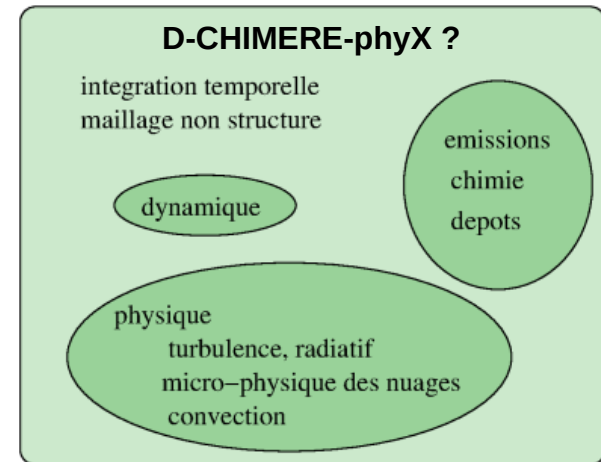 D-CHIMERE-phyX ?
integration temporelle
maillage non structure
emissions
chimie
depots
dynamique
physique
turbulence, radiatif
micro-physique des nuages
convection